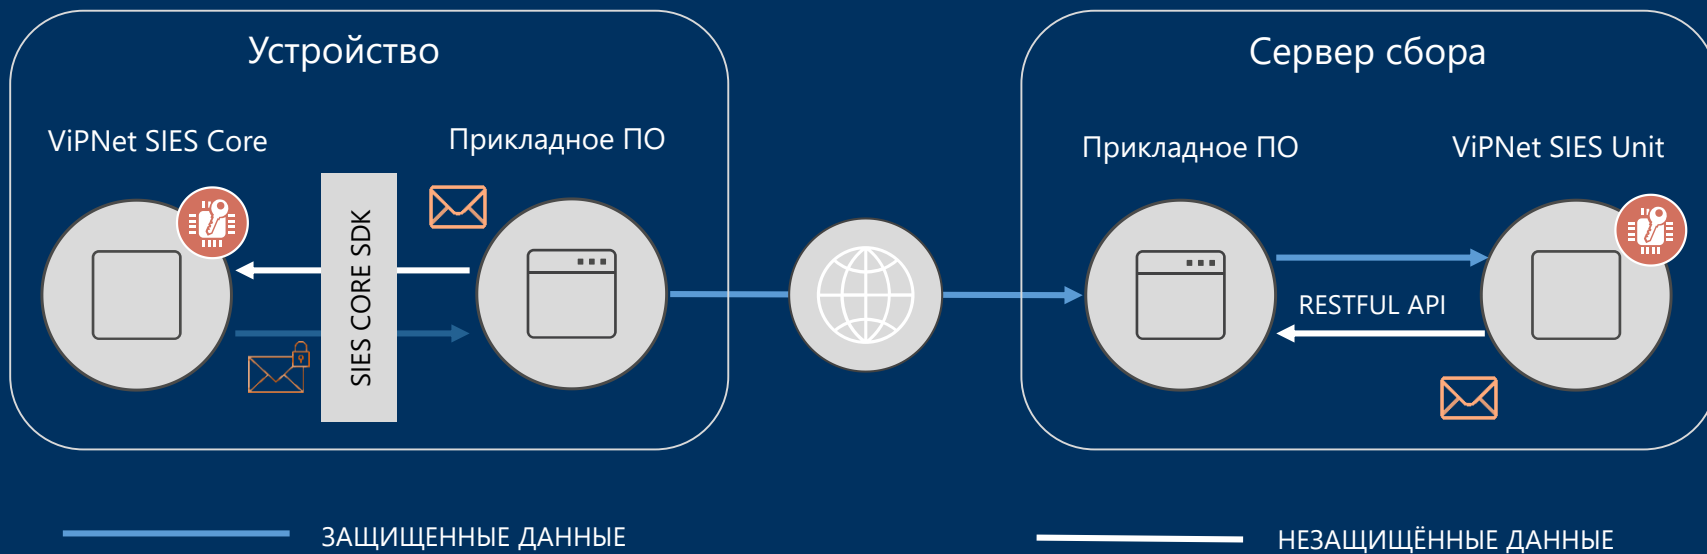 Устройство
Сервер сбора
ViPNet SIES Core
Прикладное ПО
SIES CORE SDK
Прикладное ПО
ViPNet SIES Unit
RESTFUL API
ЗАЩИЩЕННЫЕ ДАННЫЕ
НЕЗАЩИЩЁННЫЕ ДАННЫЕ